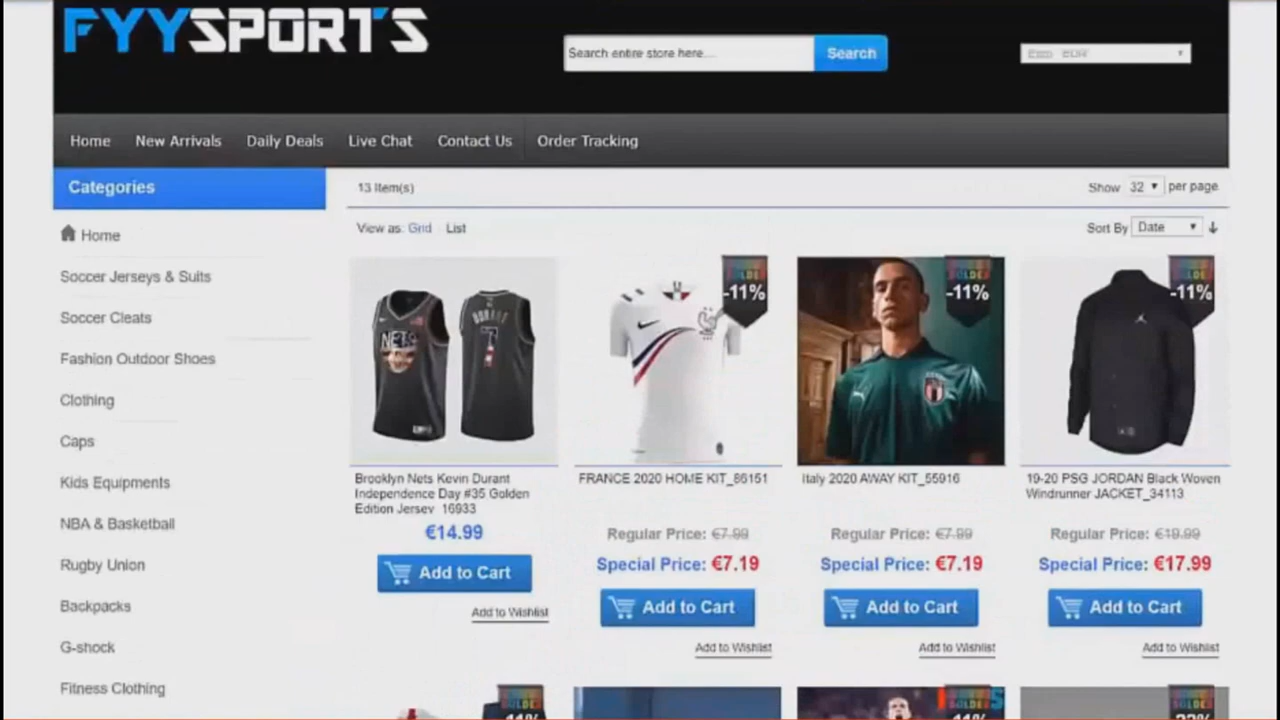 FYYSPORTS
Search entire store here...
Search
EUR
Home
New Arrivals
Daily Deals
Live Chat
Contact Us
Order Tracking
Categories
Home
Soccer Jerseys & Suits
Soccer Cleats
Fashion Outdoor Shoes
Clothing
Caps
Kids Equipments
NBA & Basketball
Rugby Union
Backpacks
G-shock
Fitness Clothing
13 Item(s)
Show 32 per page
View as: Grid List
Sort By Date
NETS
DURANT
7
-11%
-11%
-11%
Brooklyn Nets Kevin Durant
Independence Day #35 Golden
Edition Jersey_16933
€14.99
Add to Cart
Add to Wishlist
FRANCE 2020 HOME KIT_86151
Regular Price: €7.99
Special Price: €7.19
Add to Cart
Add to Wishlist
Italy 2020 AWAY KIT_55916
Regular Price: €7.99
Special Price: €7.19
Add to Cart
Add to Wishlist
19-20 PSG JORDAN Black Woven
Windrunner JACKET_34113
Regular Price: €19.99
Special Price: €17.99
Add to Cart
Add to Wishlist